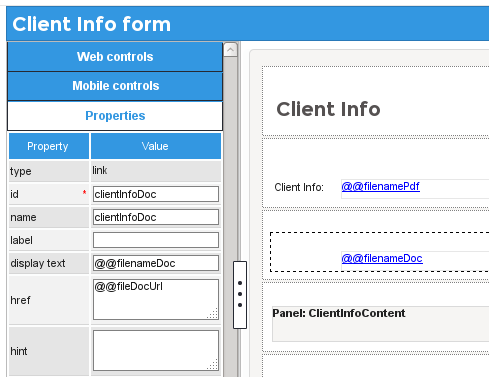 Client Info form
Web controls
Mobile controls
Properties
Property Value
type link
id * clientInfoDoc
name clientInfoDoc
label
display text @@filenameDoc
href @@fileDocUrl
hint
Client Info
Client Info: @@filenamePdf
@@filenameDoc
Panel: ClientInfoContent